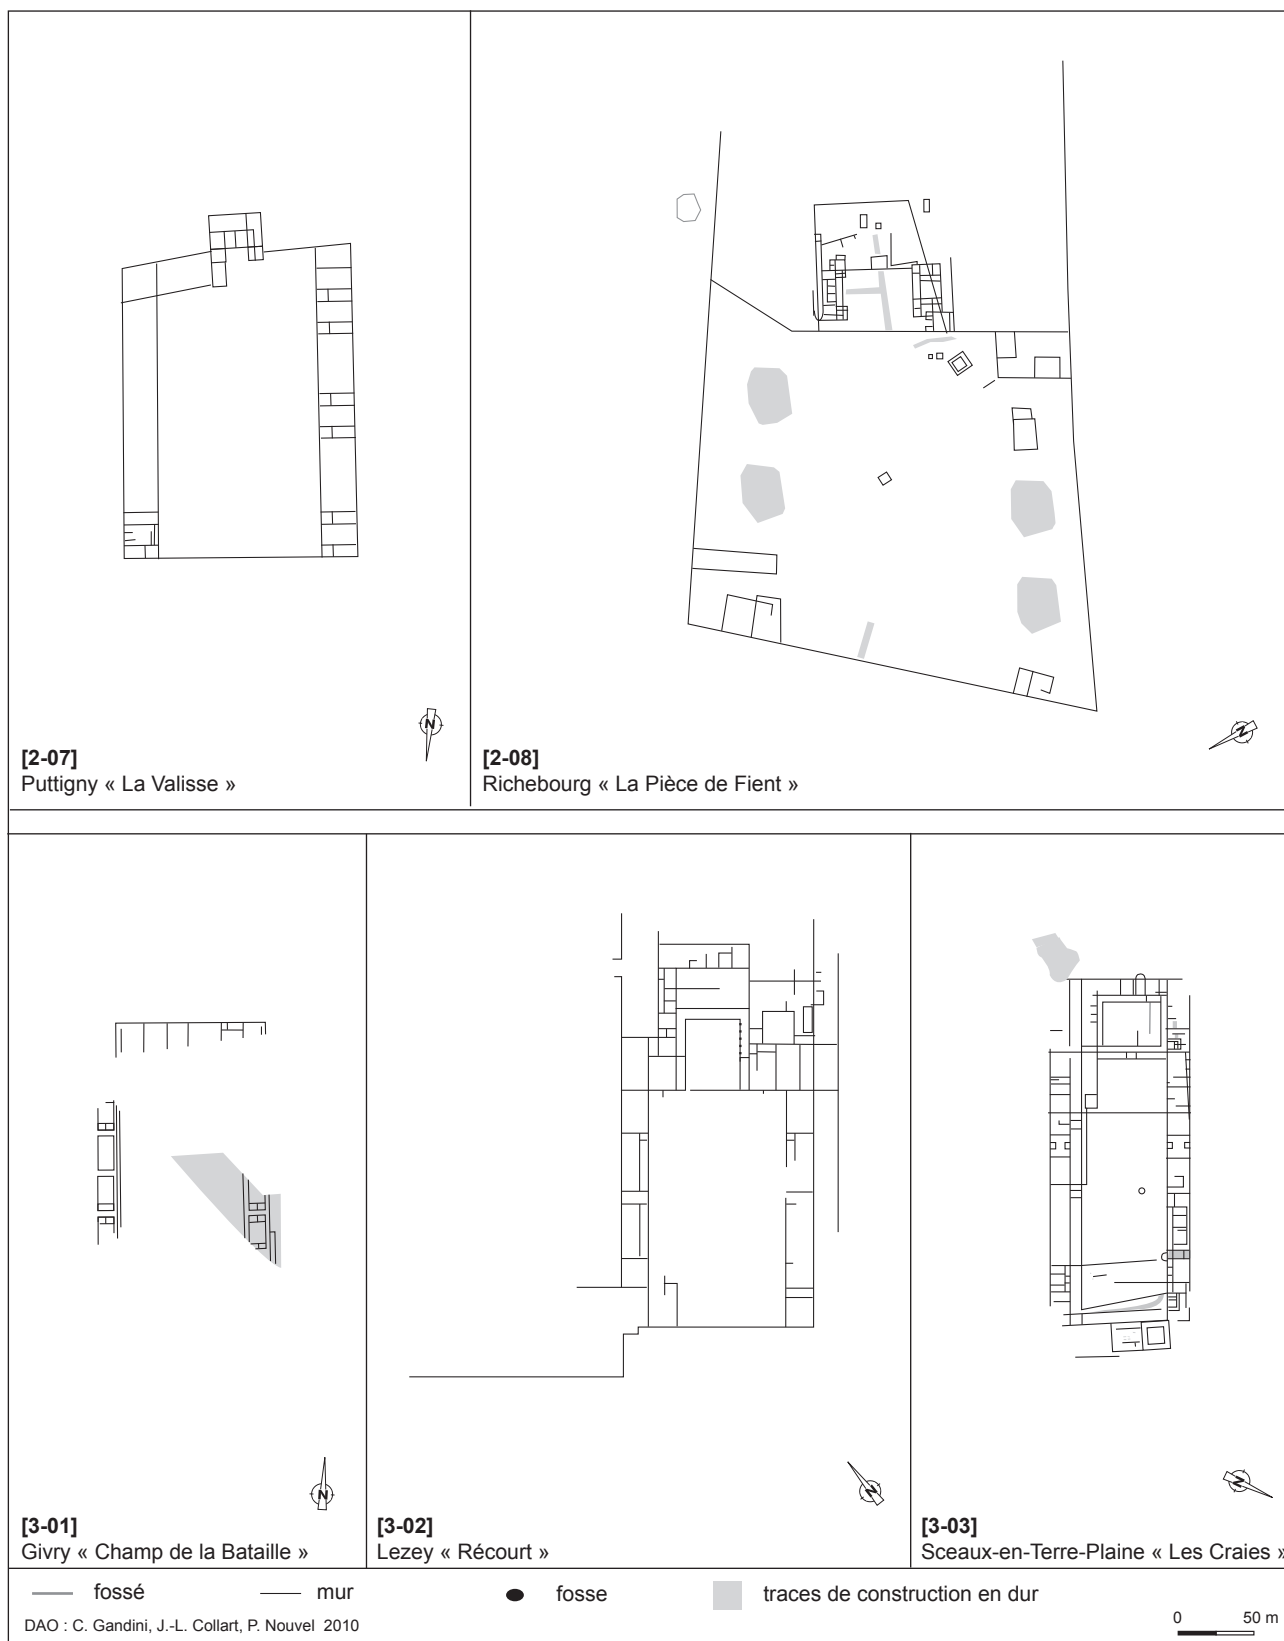 N
[2-07]
Puttigny « La Valisse »
N
[2-08]
Richebourg « La Pièce de Fient »
N
[3-01]
Givry « Champ de la Bataille »
N
[3-02]
Lezey « Récourt »
N
[3-03]
Sceaux-en-Terre-Plaine « Les Craies »
fossé mur fosse traces de construction en dur
DAO : C. Gandini, J.-L. Collart, P. Nouvel 2010
0 50 m